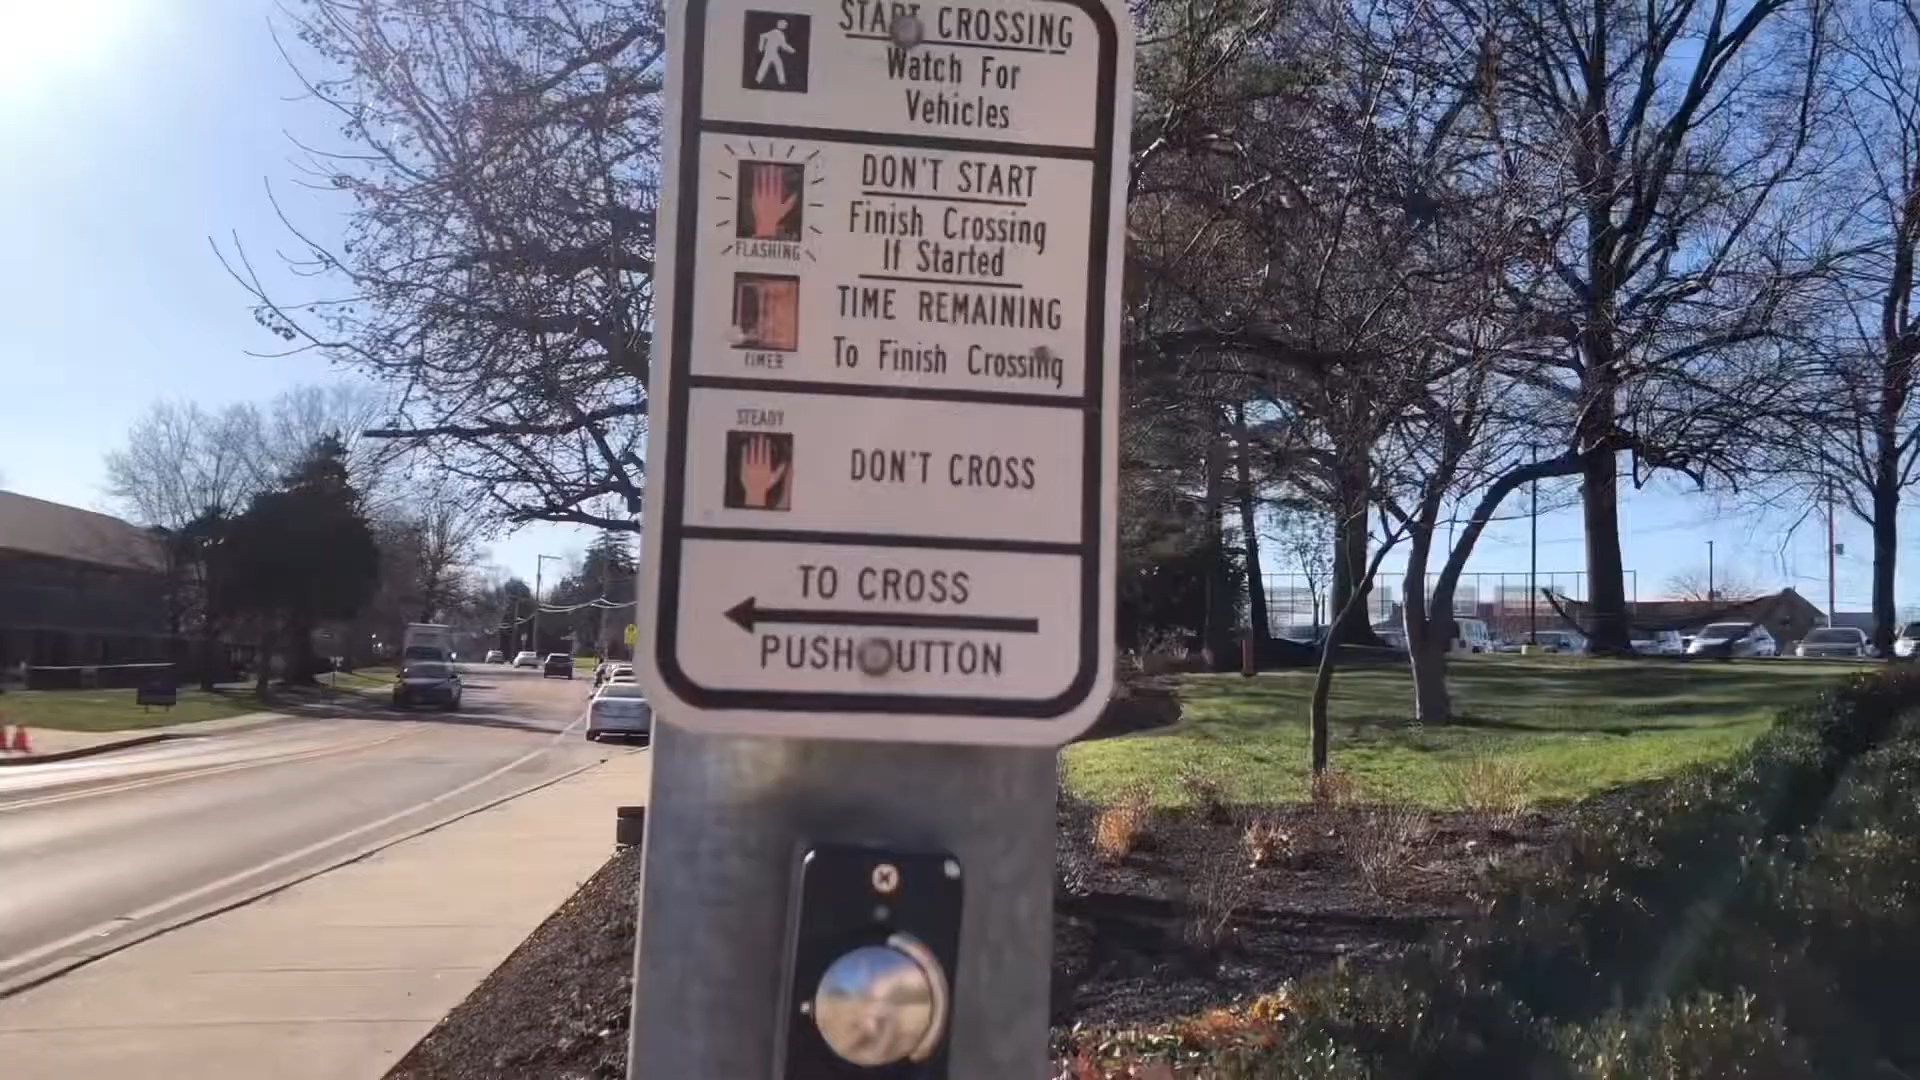 START CROSSING
Watch For
Vehicles
DON'T START
Finish Crossing
If Started
FLASHING
TIME REMAINING
To Finish Crossing
TIMER
STEADY
DON'T CROSS
TO CROSS
PUSH BUTTON